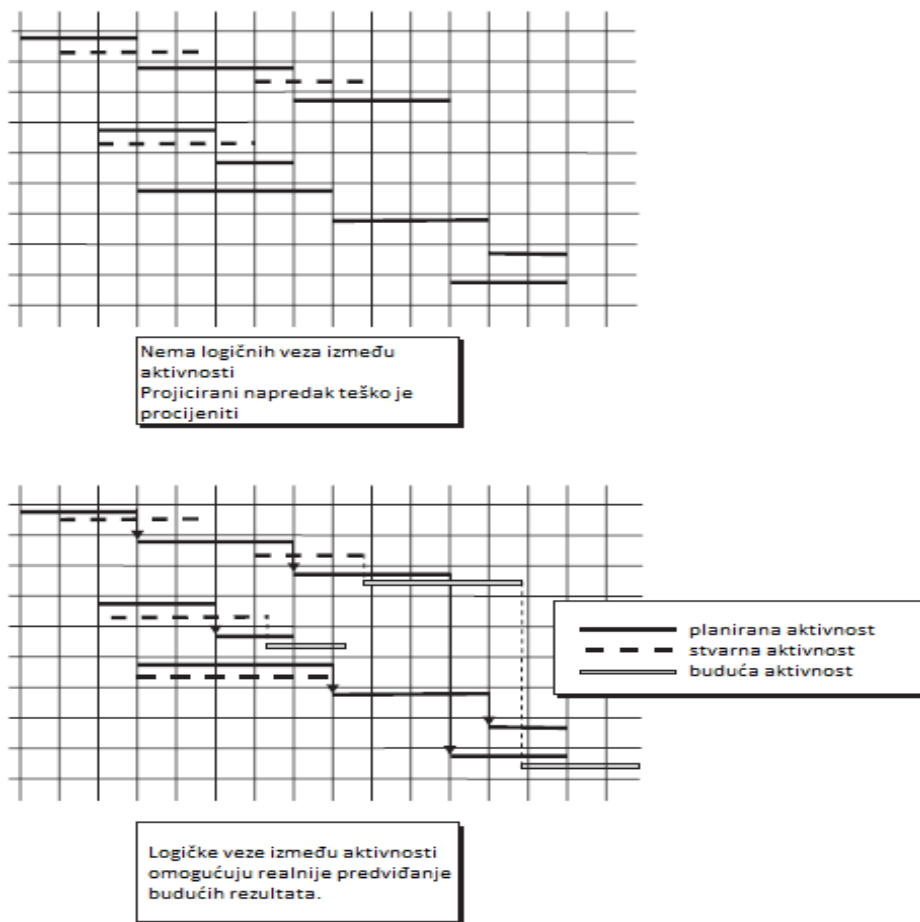 Nema logičnih veza između
aktivnosti
Projicirani napredak teško je
procijeniti
planirana aktivnost
stvarna aktivnost
buduća aktivnost
Logičke veze između aktivnosti
omogućuju realnije predviđanje
budućih rezultata.